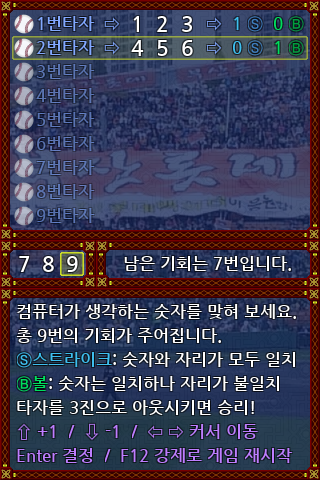 1번타자 ⇨ 1 2 3 ⇨ 1 Ⓢ 0 Ⓑ
2번타자 ⇨ 4 5 6 ⇨ 0 Ⓢ 1 Ⓑ
3번타자
4번타자
5번타자
6번타자
7번타자
8번타자
9번타자
롯데
7 8 9
남은 기회는 7번입니다.
컴퓨터가 생각하는 숫자를 맞혀 보세요.
총 9번의 기회가 주어집니다.
Ⓢ스트라이크: 숫자와 자리가 모두 일치
Ⓑ볼: 숫자는 일치하나 자리가 불일치
타자를 3진으로 아웃시키면 승리!
⇧ +1 / ⇩ -1 / ⇦⇨ 커서 이동
Enter 결정 / F12 강제로 게임 재시작